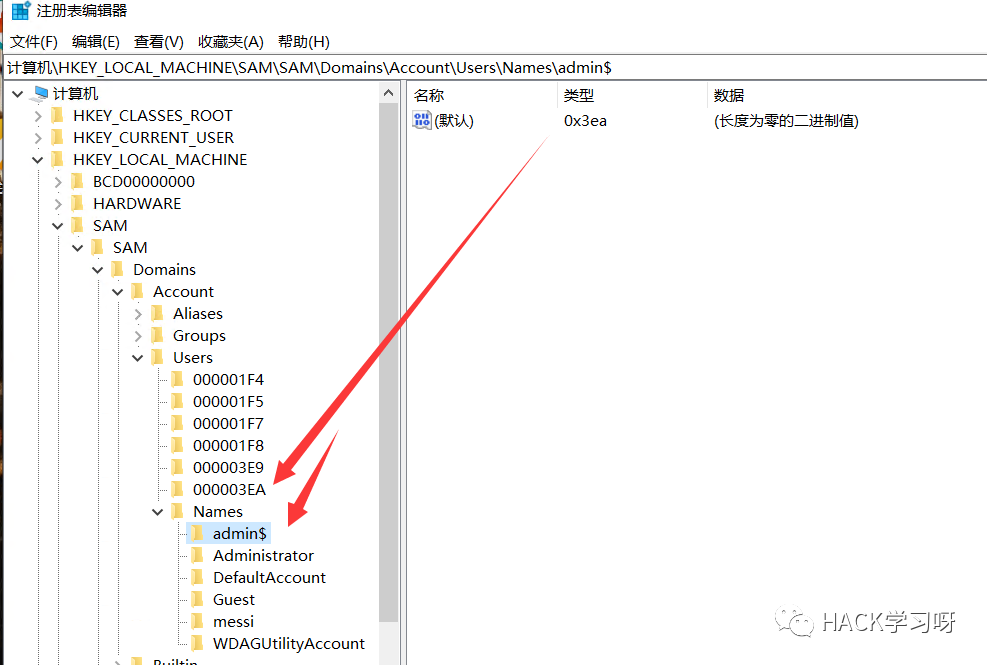 注册表编辑器
文件(F) 编辑(E) 查看(V) 收藏夹(A) 帮助(H)
计算机\HKEY_LOCAL_MACHINE\SAM\SAM\Domains\Account\Users\Names\admin$
计算机
HKEY_CLASSES_ROOT
HKEY_CURRENT_USER
HKEY_LOCAL_MACHINE
BCD00000000
HARDWARE
SAM
SAM
Domains
Account
Aliases
Groups
Users
000001F4
000001F5
000001F7
000001F8
000003E9
000003EA
Names
admin$
Administrator
DefaultAccount
Guest
messi
WDAGUtilityAccount
Builtin
名称 类型 数据
(默认) 0x3ea (长度为零的二进制值)
HACK学习呀